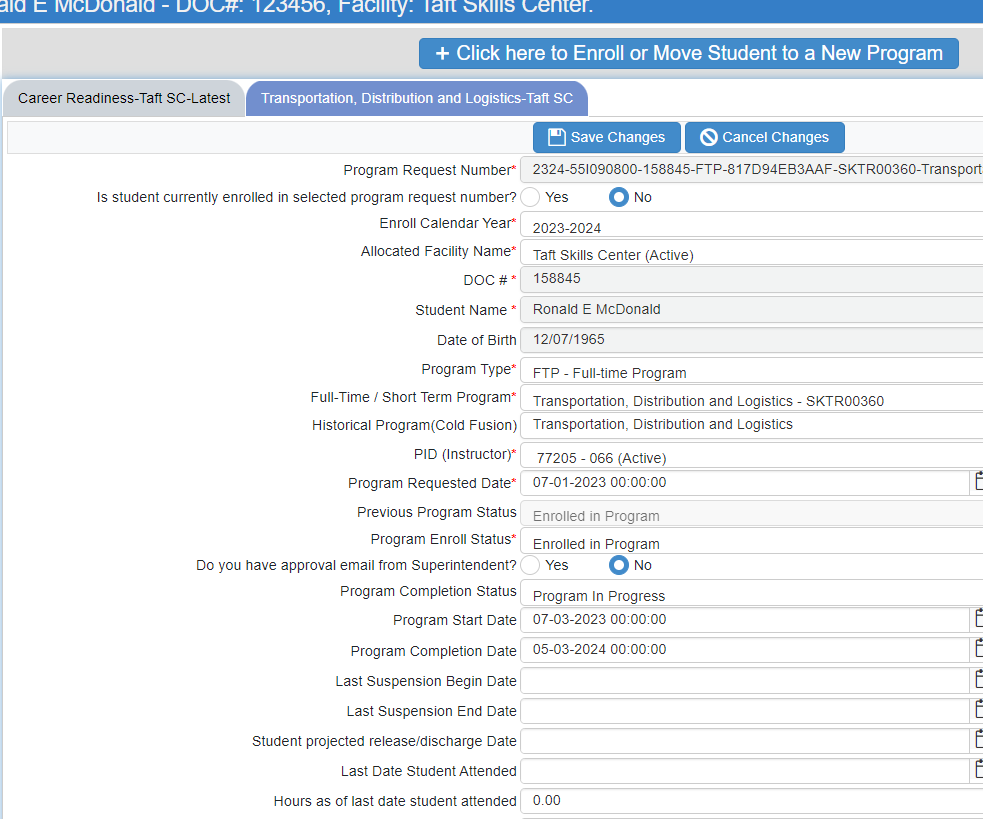 ald E McDonald - DOC#: 123456, Facility: Taft Skills Center.
+ Click here to Enroll or Move Student to a New Program
Career Readiness-Taft SC-Latest Transportation, Distribution and Logistics-Taft SC
Save Changes Cancel Changes
Program Request Number* 2324-55I090800-158845-FTP-817D94EB3AAF-SKTR00360-Transport
Is student currently enrolled in selected program request number? Yes No
Enroll Calendar Year* 2023-2024
Allocated Facility Name* Taft Skills Center (Active)
DOC # * 158845
Student Name * Ronald E McDonald
Date of Birth 12/07/1965
Program Type* FTP - Full-time Program
Full-Time / Short Term Program* Transportation, Distribution and Logistics - SKTR00360
Historical Program(Cold Fusion) Transportation, Distribution and Logistics
PID (Instructor)* 77205 - 066 (Active)
Program Requested Date* 07-01-2023 00:00:00
Previous Program Status Enrolled in Program
Program Enroll Status* Enrolled in Program
Do you have approval email from Superintendent? Yes No
Program Completion Status Program In Progress
Program Start Date 07-03-2023 00:00:00
Program Completion Date 05-03-2024 00:00:00
Last Suspension Begin Date
Last Suspension End Date
Student projected release/discharge Date
Last Date Student Attended
Hours as of last date student attended 0.00